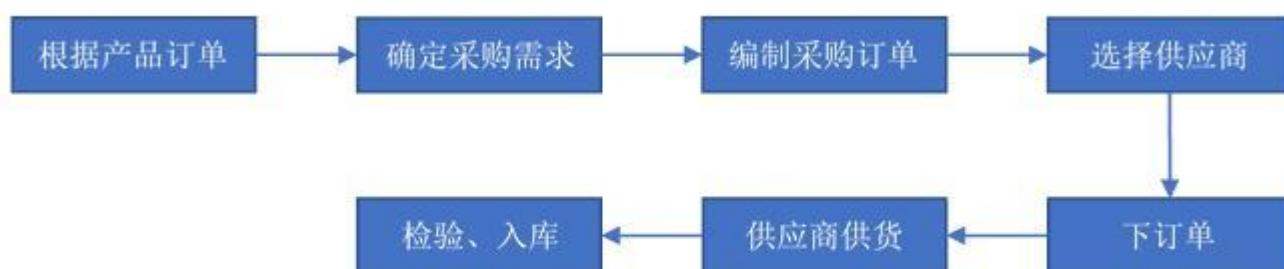 根据产品订单
确定采购需求
编制采购订单
选择供应商
下订单
供应商供货
检验、入库